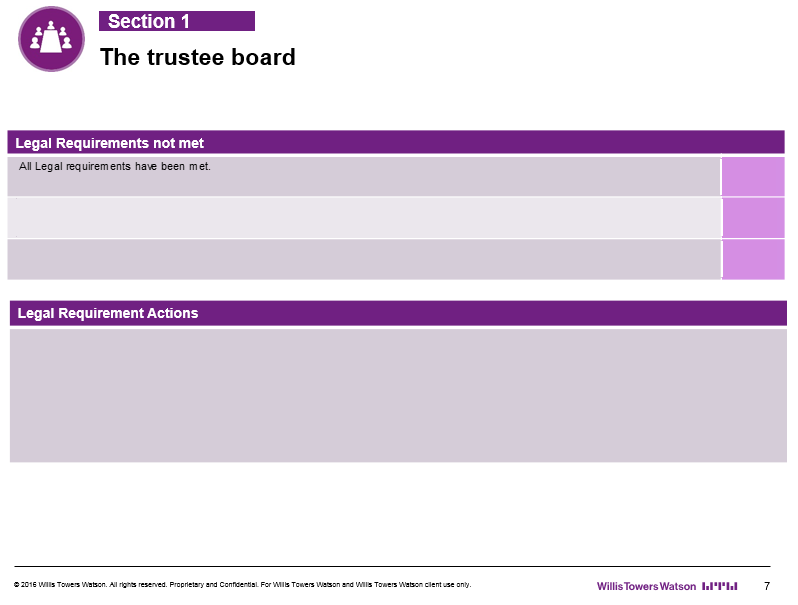 Section 1
The trustee board
Legal Requirements not met
All Legal requirements have been met.
Legal Requirement Actions
© 2016 Willis Towers Watson. All rights reserved. Proprietary and Confidential. For Willis Towers Watson and Willis Towers Watson client use only.
WillisTowersWatson
7